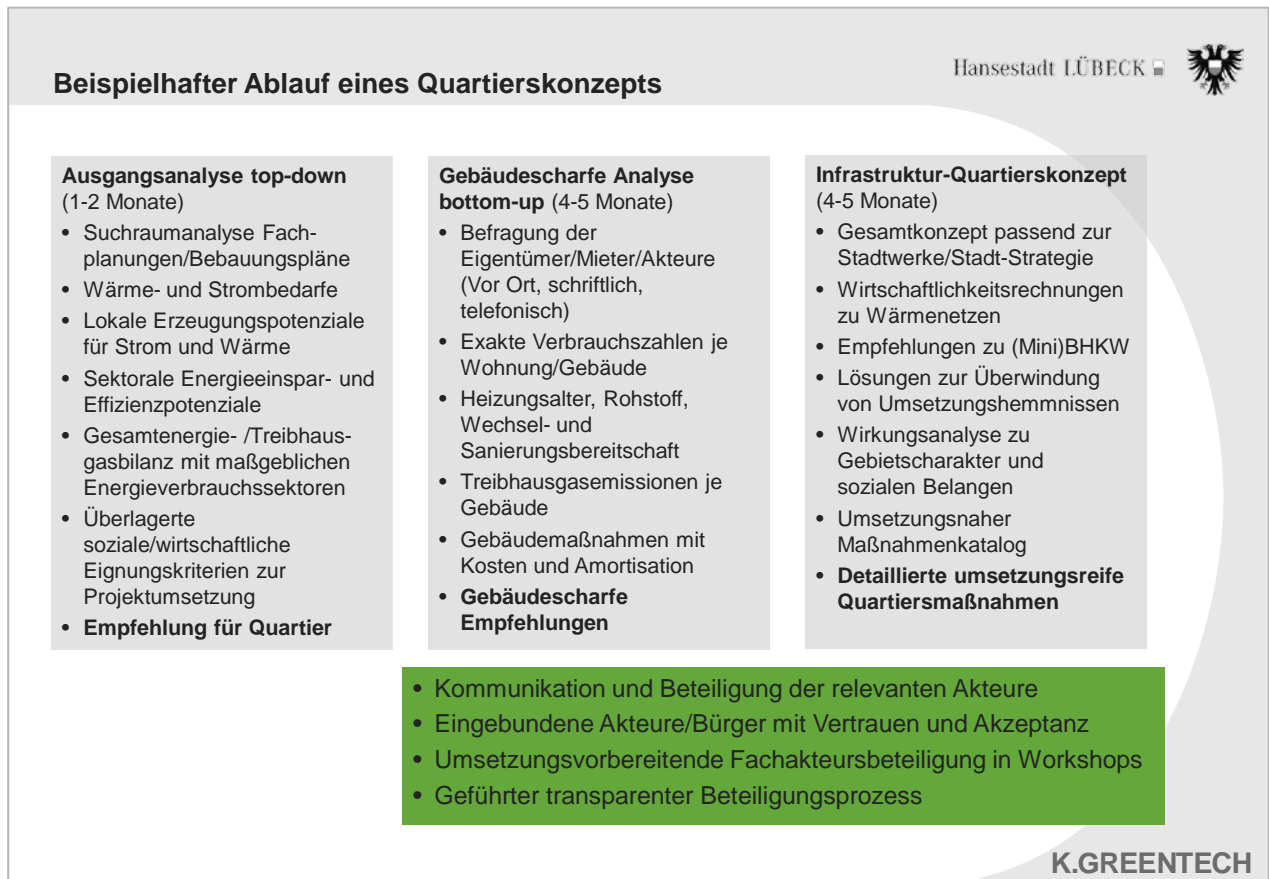 Beispielhafter Ablauf eines Quartierskonzepts
Hansestadt LÜBECK
Ausgangsanalyse top-down
(1-2 Monate)
• Suchraumanalyse Fach-
planungen/Bebauungspläne
• Wärme- und Strombedarfe
• Lokale Erzeugungspotenziale
für Strom und Wärme
• Sektorale Energieeinspar- und
Effizienzpotenziale
• Gesamtenergie- /Treibhaus-
gasbilanz mit maßgeblichen
Energieverbrauchssektoren
• Überlagerte
soziale/wirtschaftliche
Eignungskriterien zur
Projektumsetzung
• Empfehlung für Quartier
Gebäudescharfe Analyse
bottom-up (4-5 Monate)
• Befragung der
Eigentümer/Mieter/Akteure
(Vor Ort, schriftlich,
telefonisch)
• Exakte Verbrauchszahlen je
Wohnung/Gebäude
• Heizungsalter, Rohstoff,
Wechsel- und
Sanierungsbereitschaft
• Treibhausgasemissionen je
Gebäude
• Gebäudemaßnahmen mit
Kosten und Amortisation
• Gebäudescharfe
Empfehlungen
Infrastruktur-Quartierskonzept
(4-5 Monate)
• Gesamtkonzept passend zur
Stadtwerke/Stadt-Strategie
• Wirtschaftlichkeitsrechnungen
zu Wärmenetzen
• Empfehlungen zu (Mini)BHKW
• Lösungen zur Überwindung
von Umsetzungshemmnissen
• Wirkungsanalyse zu
Gebietscharakter und
sozialen Belangen
• Umsetzungsnaher
Maßnahmenkatalog
• Detaillierte umsetzungsreife
Quartiersmaßnahmen
• Kommunikation und Beteiligung der relevanten Akteure
• Eingebundene Akteure/Bürger mit Vertrauen und Akzeptanz
• Umsetzungsvorbereitende Fachakteursbeteiligung in Workshops
• Geführter transparenter Beteiligungsprozess
K.GREENTECH